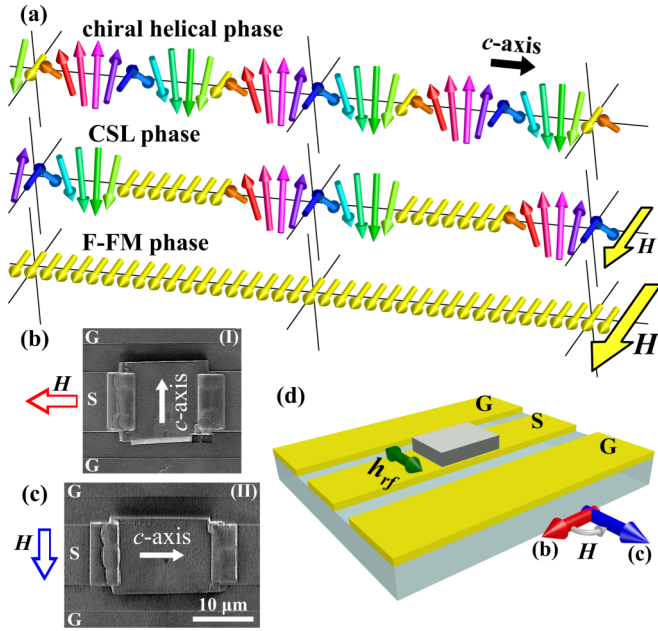 (a)
chiral helical phase
c-axis
CSL phase
H
F-FM phase
H
(b)
G
(I)
H
S
c-axis
G
(c)
G
(II)
H
S
c-axis
G
10 μm
(d)
G
S
G
h_rf
(b)
H
(c)